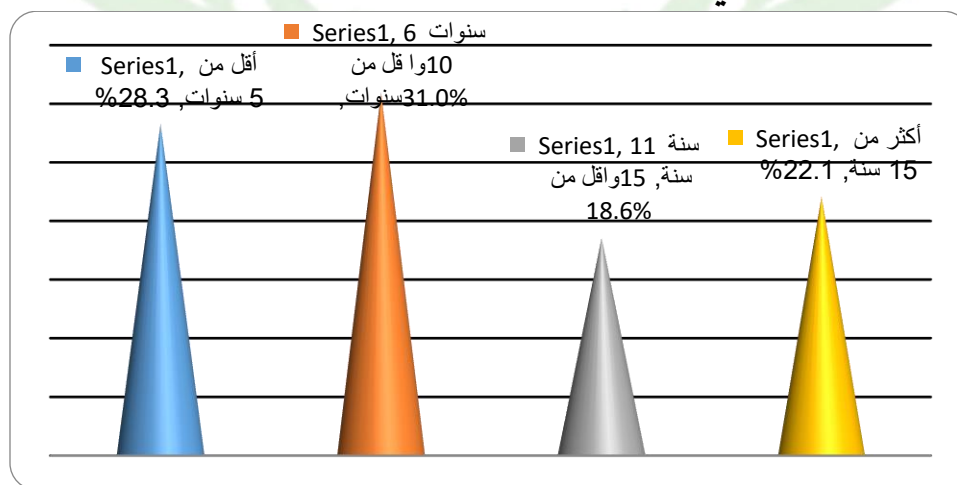 Series1, أقل من
5 سنوات, 28.3%
Series1, 6 سنوات
10وا قل من
سنوات, 31.0%
Series1, 11 سنة
سنة, 15واقل من
18.6%
Series1, أكثر من
15 سنة, 22.1%